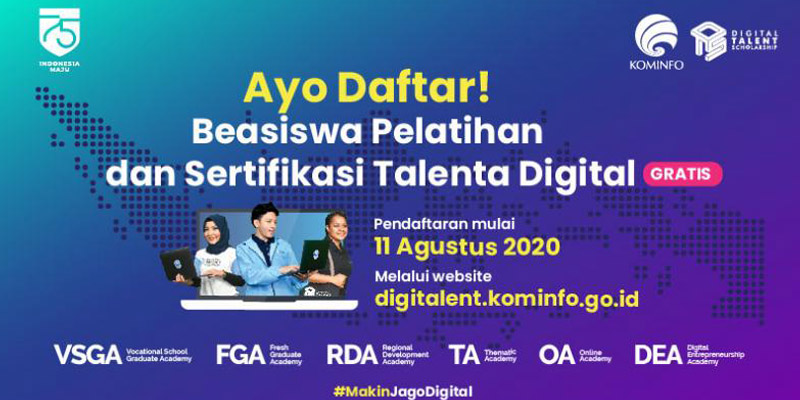 75
INDONESIA
MAJU
KOMINFO
DIGITAL
TALENT
SCHOLARSHIP
Ayo Daftar!
Beasiswa Pelatihan
dan Sertifikasi Talenta Digital GRATIS
Pendaftaran mulai
11 Agustus 2020
Melalui website
digitalent.kominfo.go.id
VSGA Vocational School
Graduate Academy
FGA Fresh
Graduate
Academy
RDA Regional
Development
Academy
TA Thematic
Academy
OA Online
Academy
DEA Digital
Entrepreneurship
Academy
#MakinJagoDigital